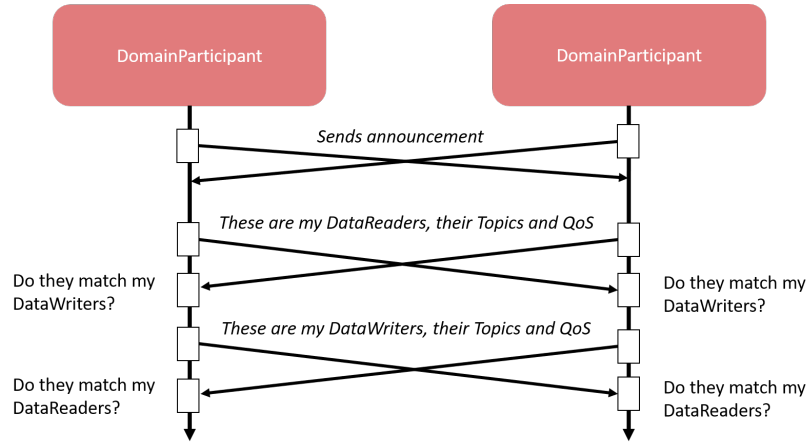 DomainParticipant
DomainParticipant
Sends announcement
These are my DataReaders, their Topics and QoS
Do they match my
DataWriters?
Do they match my
DataWriters?
These are my DataWriters, their Topics and QoS
Do they match my
DataReaders?
Do they match my
DataReaders?